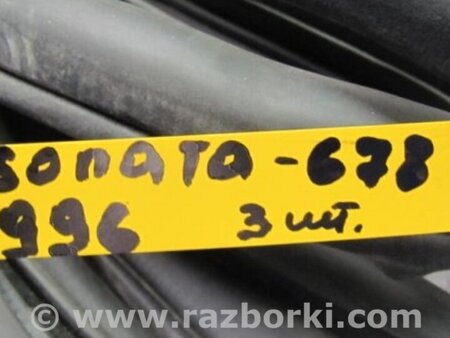 sonata-678
996 3 шт.
© www.razborki.com